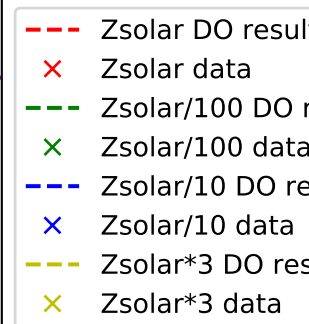 Zsolar DO resul
Zsolar data
Zsolar/100 DO
Zsolar/100 data
Zsolar/10 DO re
Zsolar/10 data
Zsolar*3 DO res
Zsolar*3 data